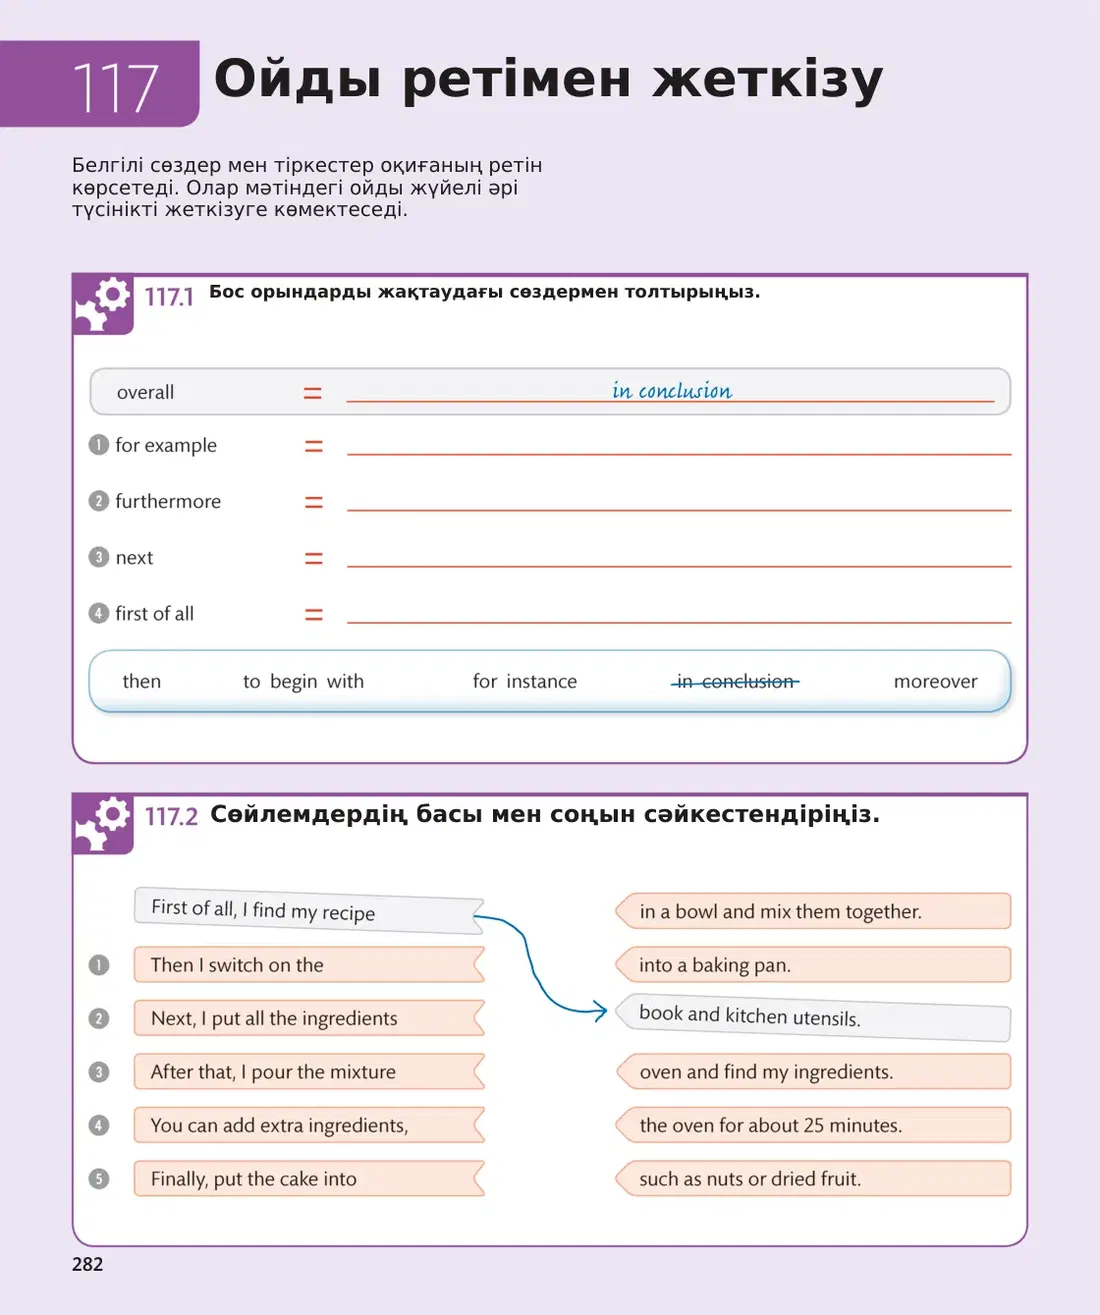 117
Ойды ретімен жеткізу
Белгілі сөздер мен тіркестер оқиғаның ретін
көрсетеді. Олар мәтіндегі ойды жүйелі әрі
түсінікті жеткізуге көмектеседі.
117.1 Бос орындарды жақтаудағы сөздермен толтырыңыз.
overall = in conclusion
1 for example =
2 furthermore =
3 next =
4 first of all =
then to begin with for instance in conclusion moreover
117.2 Сөйлемдердің басы мен соңын сәйкестендіріңіз.
First of all, I find my recipe in a bowl and mix them together.
1 Then I switch on the into a baking pan.
2 Next, I put all the ingredients book and kitchen utensils.
3 After that, I pour the mixture oven and find my ingredients.
4 You can add extra ingredients, the oven for about 25 minutes.
5 Finally, put the cake into such as nuts or dried fruit.
282